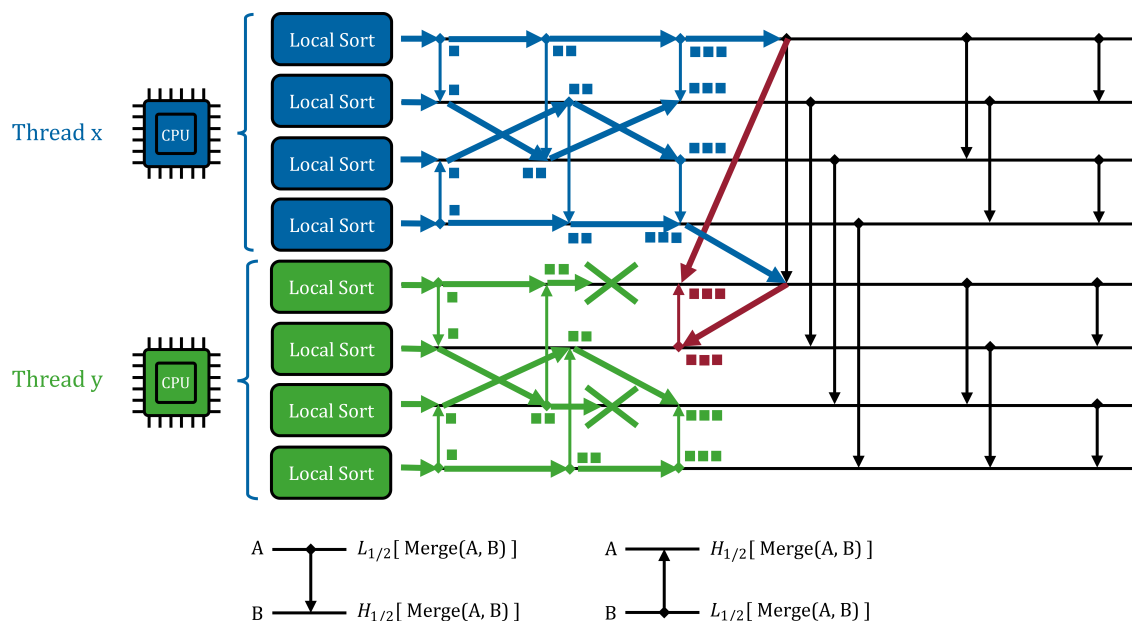 Local Sort
Local Sort
Thread x
CPU
Local Sort
Local Sort
Local Sort
Local Sort
Thread y
CPU
Local Sort
Local Sort
A L1/2[ Merge(A, B) ]
B H1/2[ Merge(A, B) ]
A H1/2[ Merge(A, B) ]
B L1/2[ Merge(A, B) ]